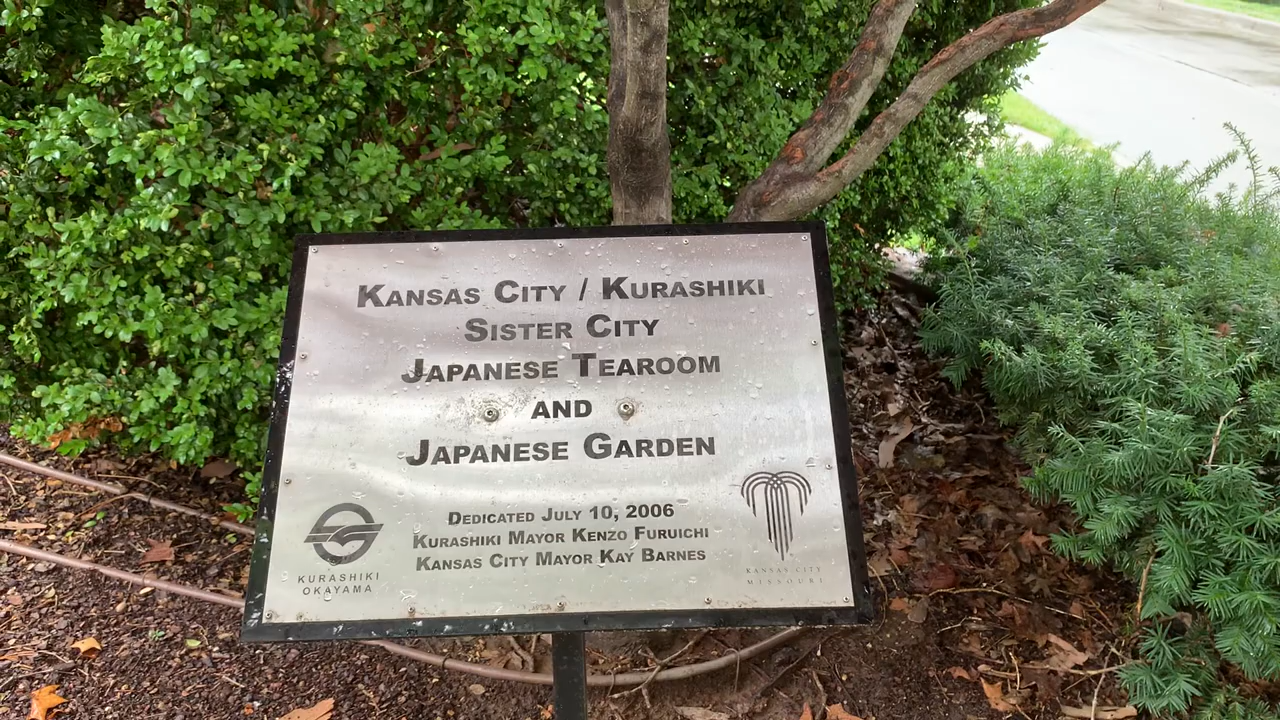 Kansas City / Kurashiki
Sister City
Japanese Tearoom
and
Japanese Garden
Dedicated July 10, 2006
Kurashiki Mayor Kenzo Furuichi
Kansas City Mayor Kay Barnes
KURASHIKI
OKAYAMA
KANSAS CITY
MISSOURI